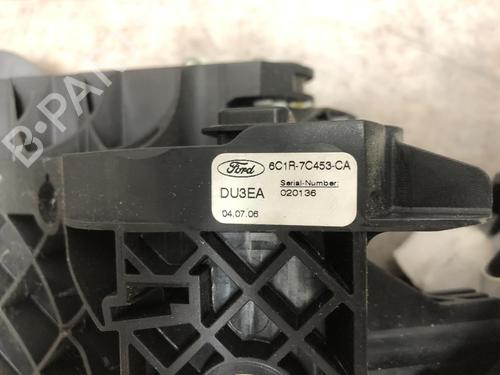 B-PA
Ford 6C1R-7C453-CA
DU3EA Serial-Number:
020136
04.07.06